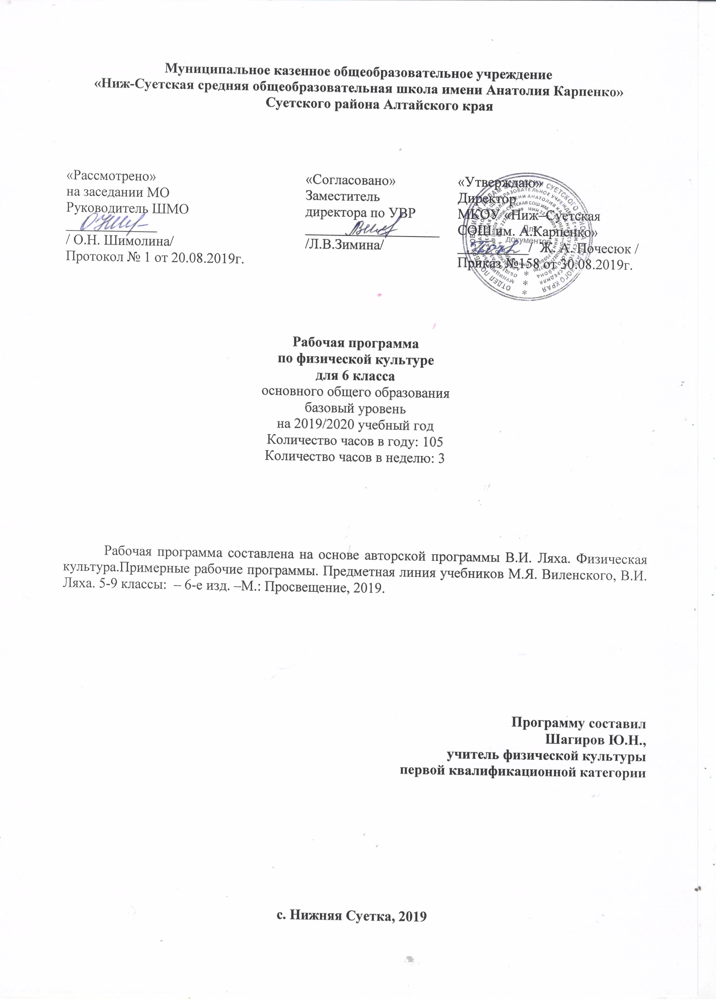 Муниципальное казенное общеобразовательное учреждение
«Ниж-Суетская средняя общеобразовательная школа имени Анатолия Карпенко»
Суетского района Алтайского края
«Рассмотрено»
на заседании МО
Руководитель ШМО
/ О.Н. Шимолина/
Протокол № 1 от 20.08.2019г.
«Согласовано»
Заместитель
директора по УВР
/Л.В.Зимина/
«Утверждаю»
Директор
МКОУ «Ниж–Суетская
СОШ им. А.Карпенко»
/ Ж. А. Почесюк /
Приказ №158 от 30.08.2019г.
Для
документов
Рабочая программа
по физической культуре
для 6 класса
основного общего образования
базовый уровень
на 2019/2020 учебный год
Количество часов в году: 105
Количество часов в неделю: 3
Рабочая программа составлена на основе авторской программы В.И. Ляха. Физическая
культура.Примерные рабочие программы. Предметная линия учебников М.Я. Виленского, В.И.
Ляха. 5-9 классы: – 6-е изд. –М.: Просвещение, 2019.
Программу составил
Шагиров Ю.Н.,
учитель физической культуры
первой квалификационной категории
с. Нижняя Суетка, 2019